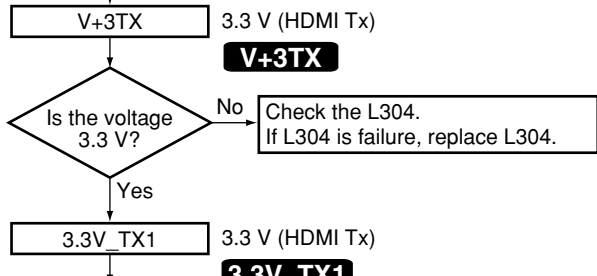 V+3TX
3.3 V (HDMI Tx)
V+3TX
Is the voltage
3.3 V?
No
Check the L304.
If L304 is failure, replace L304.
Yes
3.3V_TX1
3.3 V (HDMI Tx)
3.3V_TX1